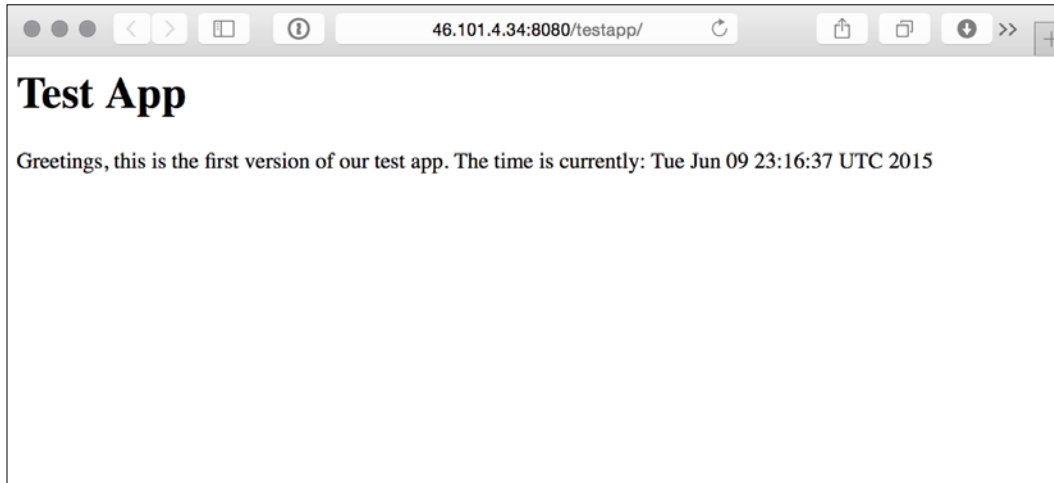 46.101.4.34:8080/testapp/
Test App
Greetings, this is the first version of our test app. The time is currently: Tue Jun 09 23:16:37 UTC 2015